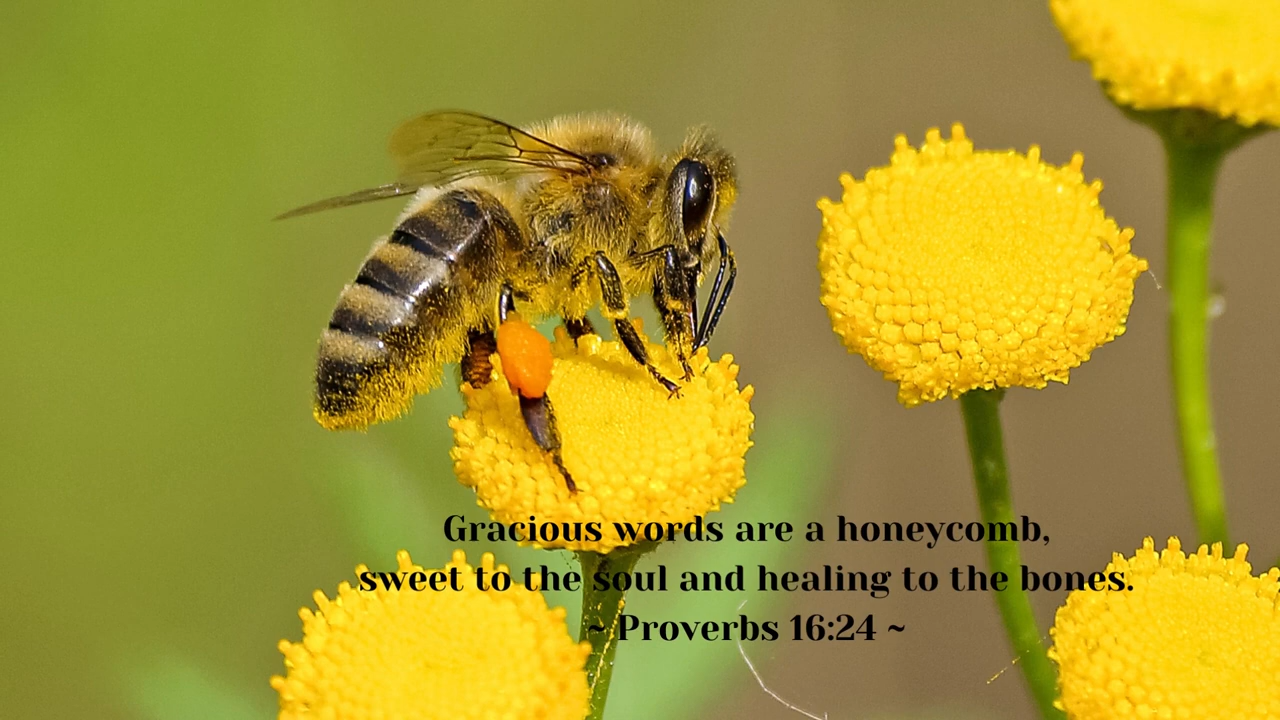 Gracious words are a honeycomb,
sweet to the soul and healing to the bones.
~ Proverbs 16:24 ~